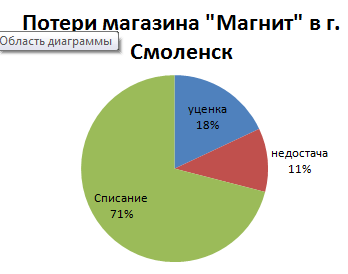 Потери магазина "Магнит" в г.
Область диаграммы
Смоленск
уценка
18%
недостача
11%
Списание
71%